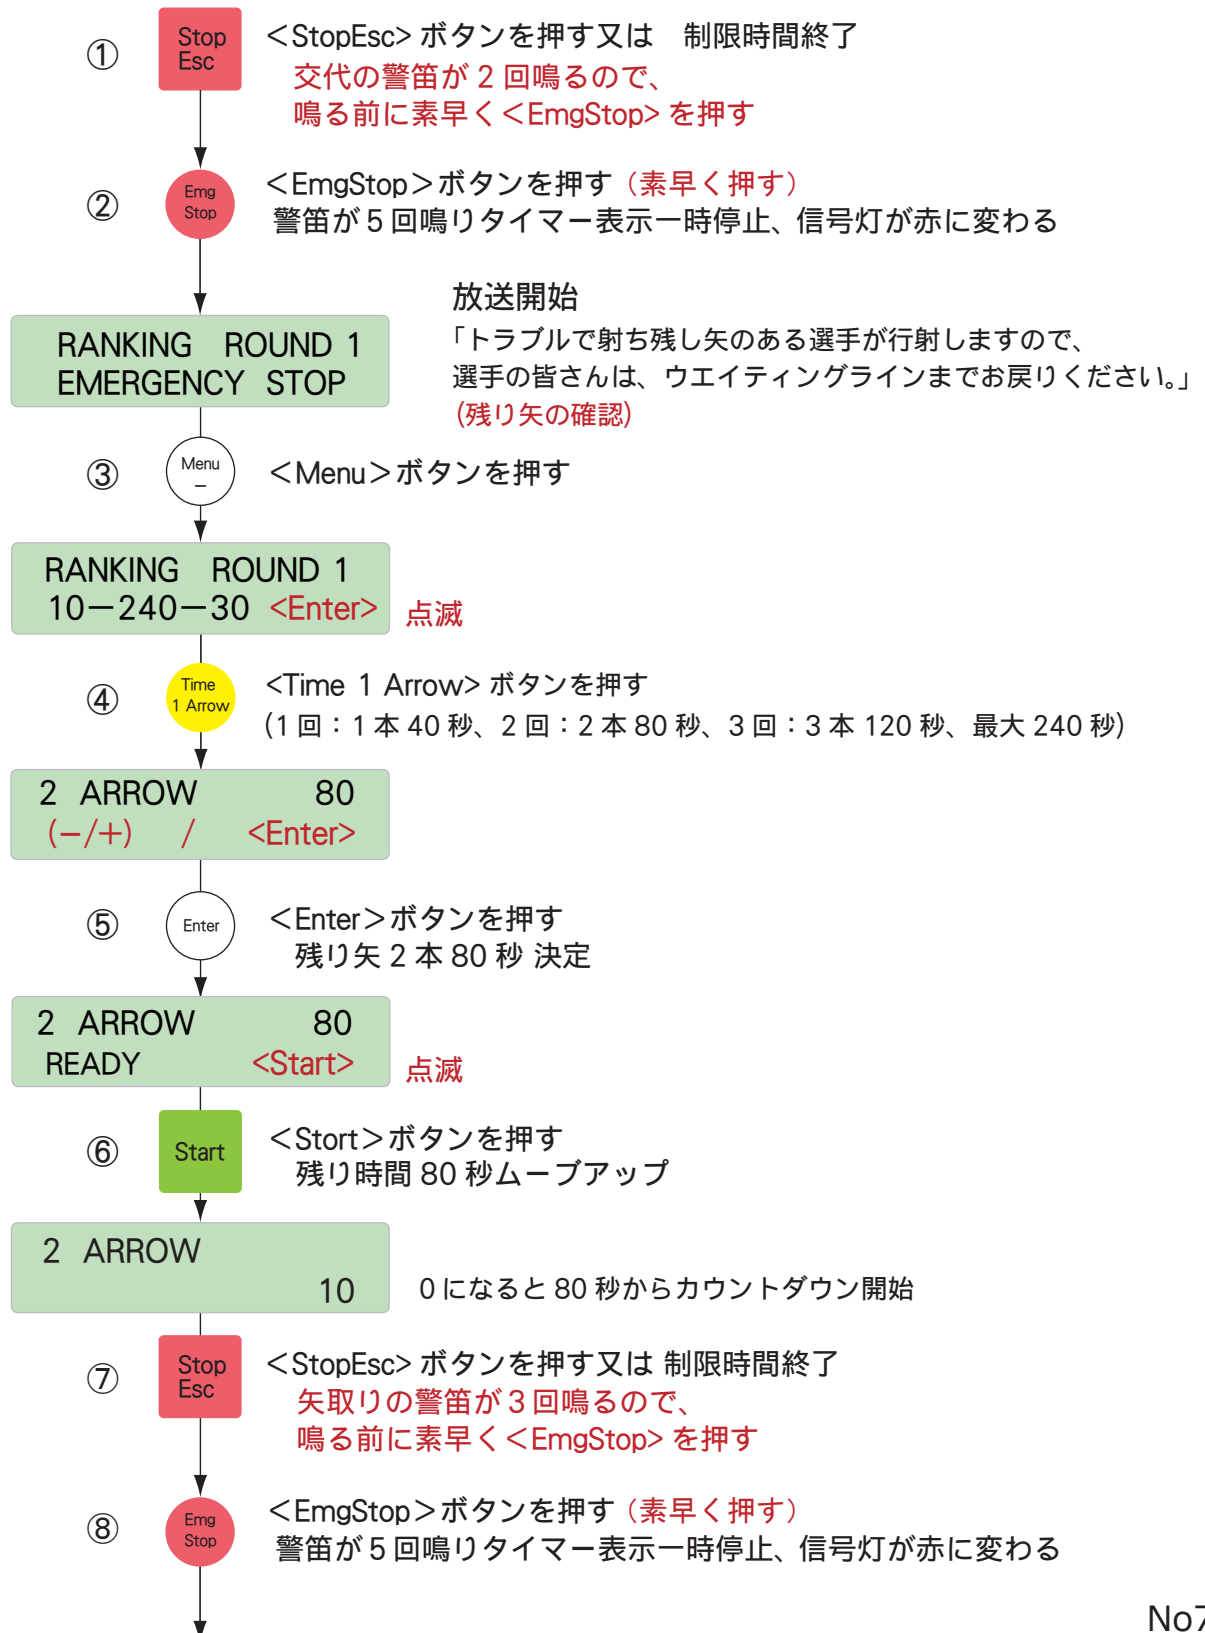 ① Stop Esc ＜StopEsc> ボタンを押す又は　制限時間終了
交代の警笛が 2 回鳴るので、
鳴る前に素早く＜EmgStop> を押す
② Emg Stop ＜EmgStop＞ボタンを押す（素早く押す）
警笛が 5 回鳴りタイマー表示一時停止、信号灯が赤に変わる
放送開始
RANKING ROUND 1
EMERGENCY STOP
「トラブルで射ち残し矢のある選手が行射しますので、
選手の皆さんは、ウエイティングラインまでお戻りください。」
(残り矢の確認)
③ Menu − ＜Menu＞ボタンを押す
RANKING ROUND 1
10−240−30 <Enter> 点滅
④ Time 1 Arrow <Time 1 Arrow> ボタンを押す
(1 回：1 本 40 秒、2 回：2 本 80 秒、3 回：3 本 120 秒、最大 240 秒)
2 ARROW 80
(−/+) / <Enter>
⑤ Enter ＜Enter＞ボタンを押す
残り矢 2 本 80 秒 決定
2 ARROW 80
READY <Start> 点滅
⑥ Start ＜Stort＞ボタンを押す
残り時間 80 秒ムーブアップ
2 ARROW
10 0 になると 80 秒からカウントダウン開始
⑦ Stop Esc ＜StopEsc> ボタンを押す又は 制限時間終了
矢取りの警笛が 3 回鳴るので、
鳴る前に素早く＜EmgStop> を押す
⑧ Emg Stop ＜EmgStop＞ボタンを押す（素早く押す）
警笛が 5 回鳴りタイマー表示一時停止、信号灯が赤に変わる
No7